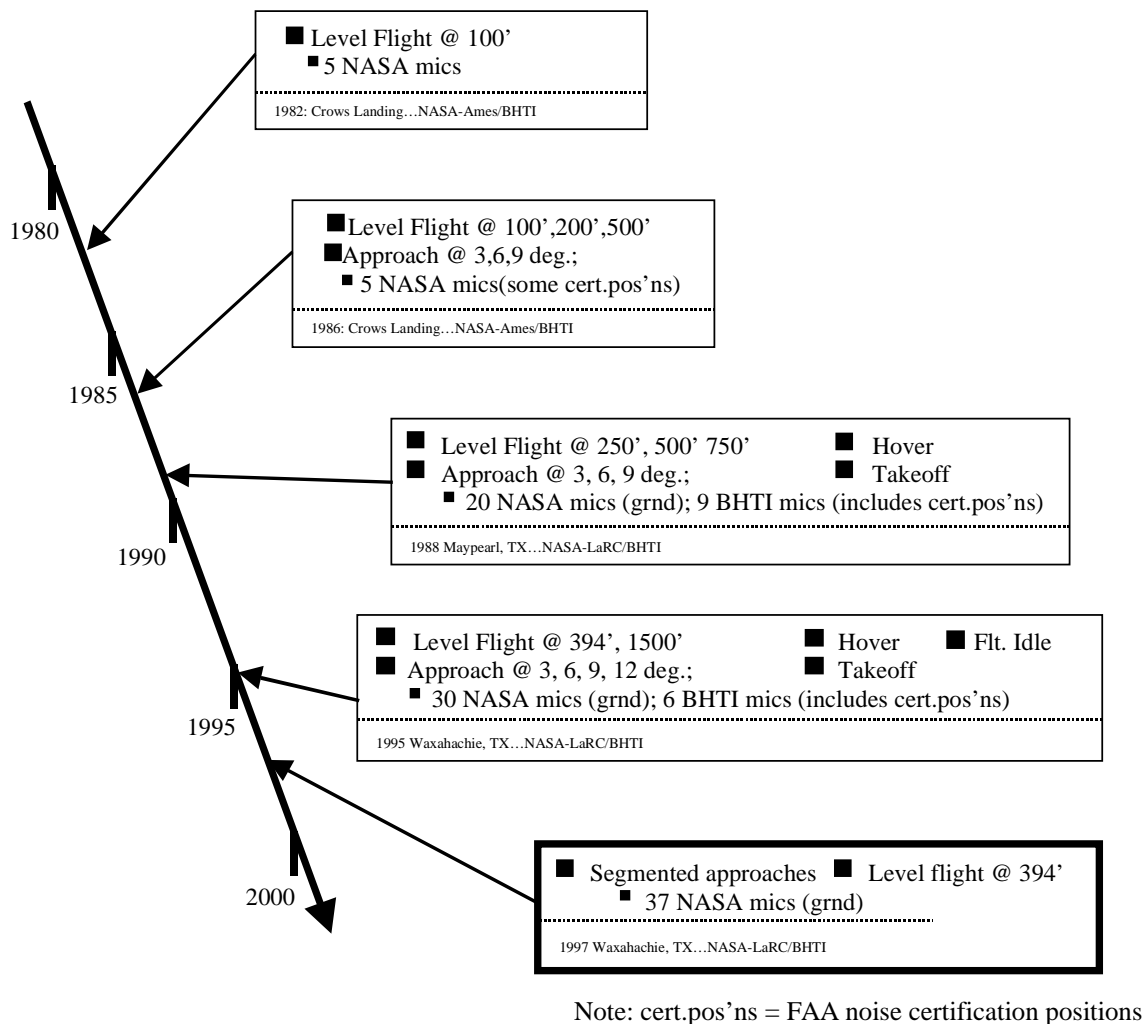 ■ Level Flight @ 100’
■ 5 NASA mics
1982: Crows Landing…NASA-Ames/BHTI
1980
■ Level Flight @ 100’,200’,500’
■ Approach @ 3,6,9 deg.;
■ 5 NASA mics(some cert.pos’ns)
1986: Crows Landing…NASA-Ames/BHTI
1985
■ Level Flight @ 250’, 500’ 750’ ■ Hover
■ Approach @ 3, 6, 9 deg.; ■ Takeoff
■ 20 NASA mics (grnd); 9 BHTI mics (includes cert.pos’ns)
1988 Maypearl, TX…NASA-LaRC/BHTI
1990
■ Level Flight @ 394’, 1500’ ■ Hover ■ Flt. Idle
■ Approach @ 3, 6, 9, 12 deg.; ■ Takeoff
■ 30 NASA mics (grnd); 6 BHTI mics (includes cert.pos’ns)
1995 Waxahachie, TX…NASA-LaRC/BHTI
1995
■ Segmented approaches ■ Level flight @ 394’
■ 37 NASA mics (grnd)
1997 Waxahachie, TX…NASA-LaRC/BHTI
2000
Note: cert.pos’ns = FAA noise certification positions